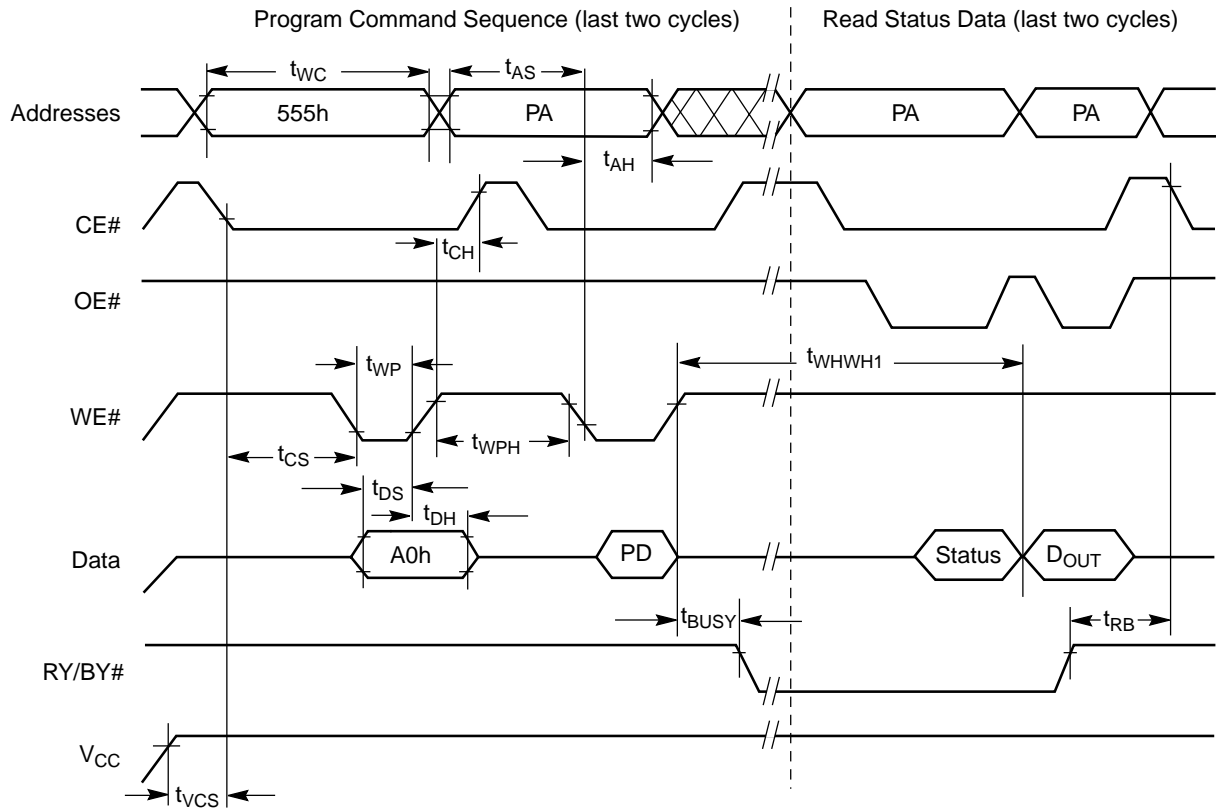 Program Command Sequence (last two cycles) Read Status Data (last two cycles)
tWC tAS
Addresses 555h PA PA PA
tAH
CE#
tCH
OE#
tWP tWHWH1
WE#
tCS tWPH
tDS
tDH
Data A0h PD Status DOUT
tBUSY tRB
RY/BY#
VCC
tVCS